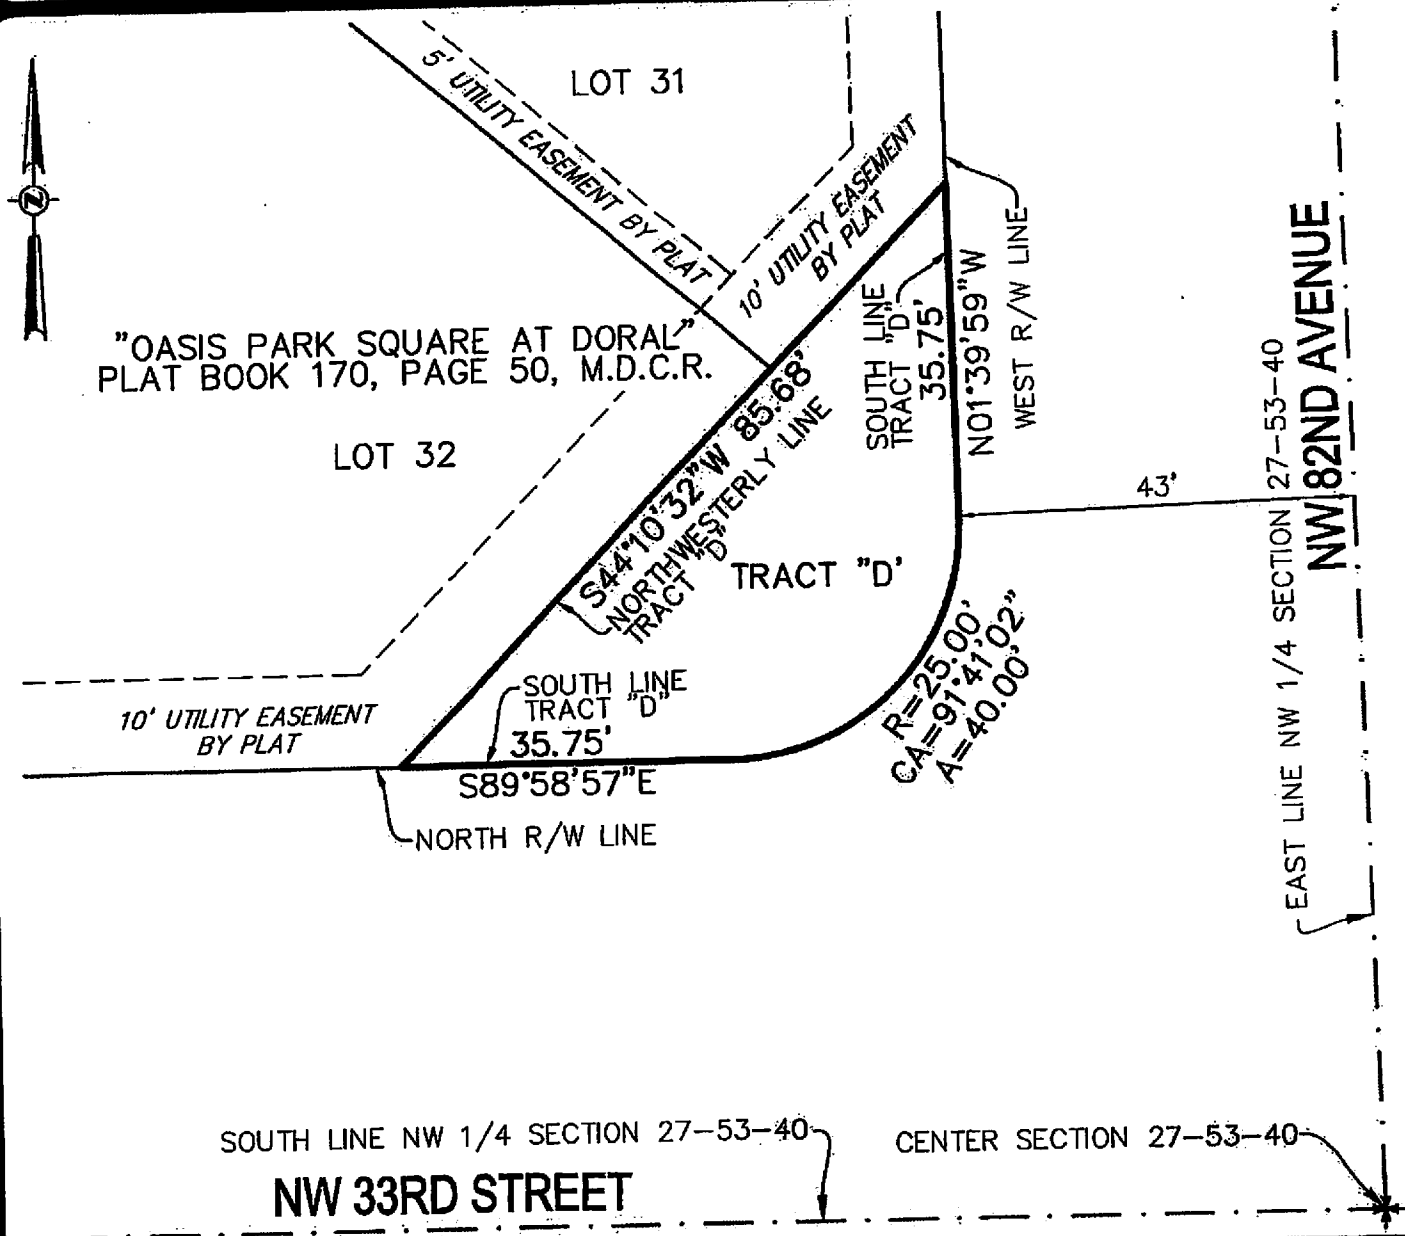 LOT 31
5' UTILITY EASEMENT BY PLAT
10' UTILITY EASEMENT
BY PLAT
N
"OASIS PARK SQUARE AT DORAL"
PLAT BOOK 170, PAGE 50, M.D.C.R.
LOT 32
SOUTH LINE
TRACT "D"
35.75'
N01°39'59"W
WEST R/W LINE
S44°10'32"W 85.68'
NORTHWESTERLY LINE
TRACT "D"
TRACT "D'
43'
EAST LINE NW 1/4 SECTION 27-53-40
NW 82ND AVENUE
R=25.00'
CA=91°41'02"
A=40.00'
SOUTH LINE
TRACT "D"
35.75'
S89°58'57"E
10' UTILITY EASEMENT
BY PLAT
NORTH R/W LINE
SOUTH LINE NW 1/4 SECTION 27-53-40
CENTER SECTION 27-53-40
NW 33RD STREET